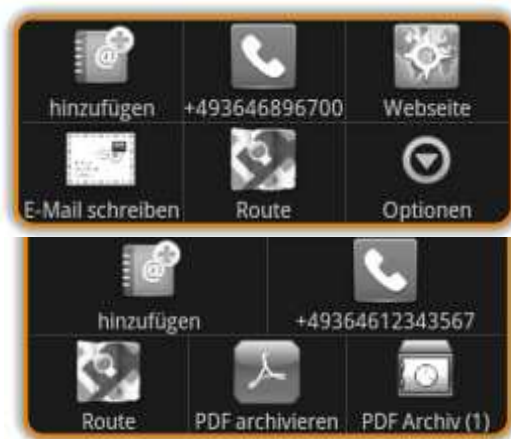 hinzufügen +493646896700 Webseite
E-Mail schreiben Route Optionen
hinzufügen +49364612343567
Route PDF archivieren PDF Archiv (1)